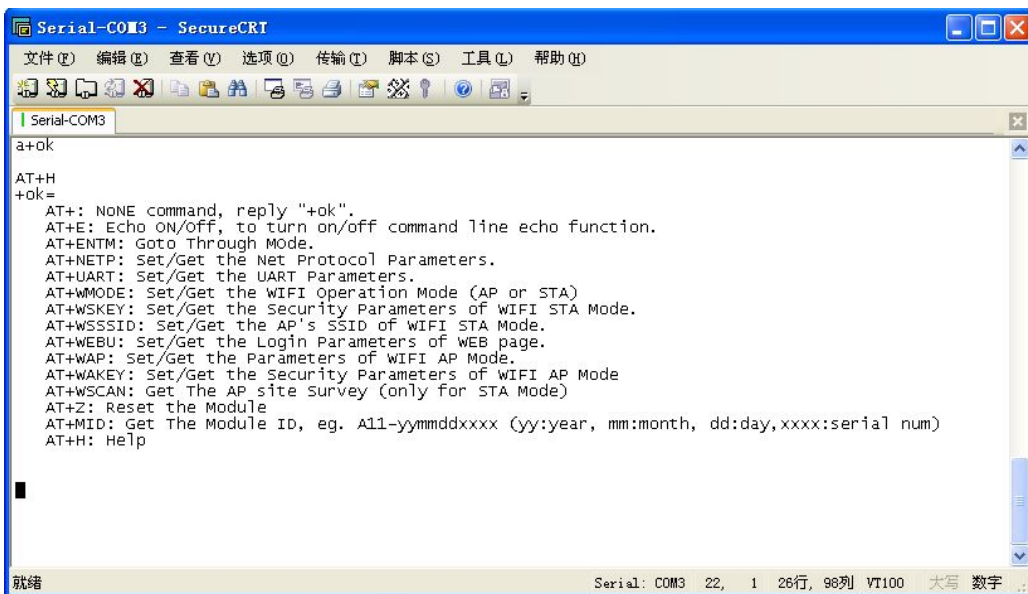 Serial-COM3 - SecureCRT
文件(F) 编辑(E) 查看(V) 选项(O) 传输(T) 脚本(S) 工具(L) 帮助(H)
Serial-COM3
a+ok
AT+H
+ok=
AT+: NONE command, reply "+ok".
AT+E: Echo ON/Off, to turn on/off command line echo function.
AT+ENTM: Goto Through MOde.
AT+NETP: Set/Get the Net Protocol Parameters.
AT+UART: Set/Get the UART Parameters.
AT+WMODE: Set/Get the WIFI Operation Mode (AP or STA)
AT+WSKEY: Set/Get the Security Parameters of WIFI STA Mode.
AT+WSSSID: Set/Get the AP's SSID of WIFI STA Mode.
AT+WEBU: Set/Get the Login Parameters of WEB page.
AT+WAP: Set/Get the Parameters of WIFI AP Mode.
AT+WAKEY: Set/Get the Security Parameters of WIFI AP Mode
AT+WSCAN: Get The AP site Survey (only for STA Mode)
AT+Z: Reset the Module
AT+MID: Get The Module ID, eg. A11-yymmddxxxx (yy:year, mm:month, dd:day,xxxx:serial num)
AT+H: Help
就绪 Serial: COM3 22, 1 26行, 98列 VT100 大写 数字